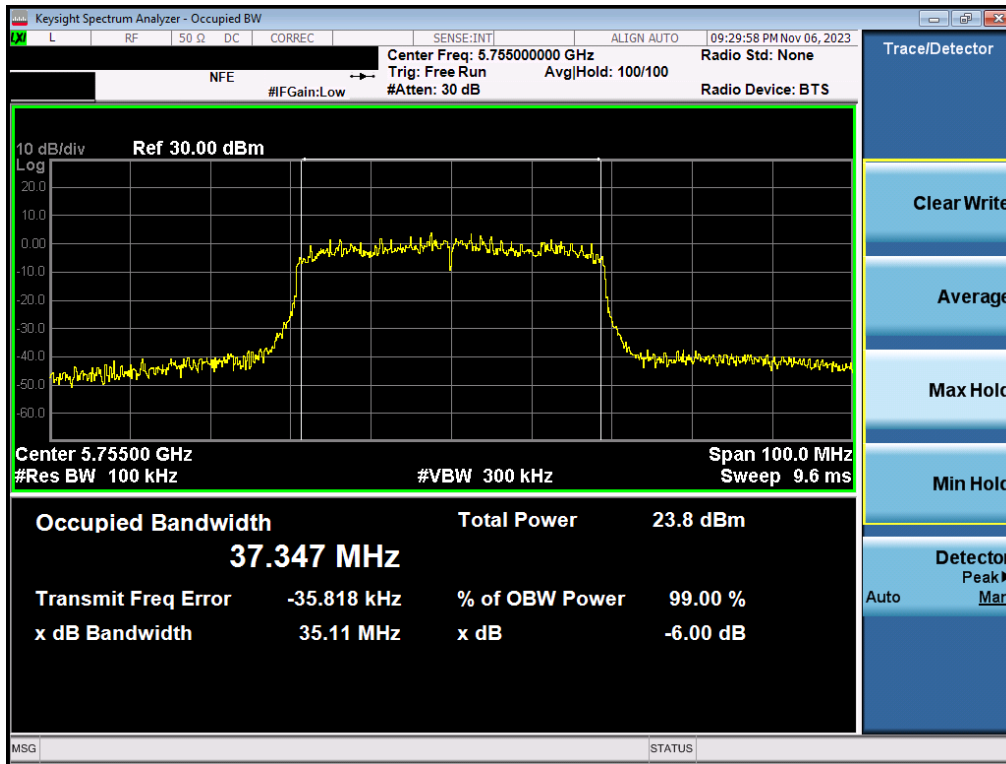 Keysight Spectrum Analyzer - Occupied BW
LXI L RF 50 Ω DC CORREC SENSE:INT ALIGN AUTO 09:29:58 PM Nov 06, 2023
Center Freq: 5.755000000 GHz Radio Std: None
NFE Trig: Free Run Avg|Hold: 100/100
#IFGain:Low #Atten: 30 dB Radio Device: BTS
Trace/Detector
10 dB/div Ref 30.00 dBm
Log
20.0
10.0
0.00
-10.0
-20.0
-30.0
-40.0
-50.0
-60.0
Center 5.75500 GHz Span 100.0 MHz
#Res BW 100 kHz #VBW 300 kHz Sweep 9.6 ms
Occupied Bandwidth Total Power 23.8 dBm
37.347 MHz
Transmit Freq Error -35.818 kHz % of OBW Power 99.00 %
x dB Bandwidth 35.11 MHz x dB -6.00 dB
Clear Write
Average
Max Hold
Min Hold
Detector
Peak
Auto Man
MSG STATUS